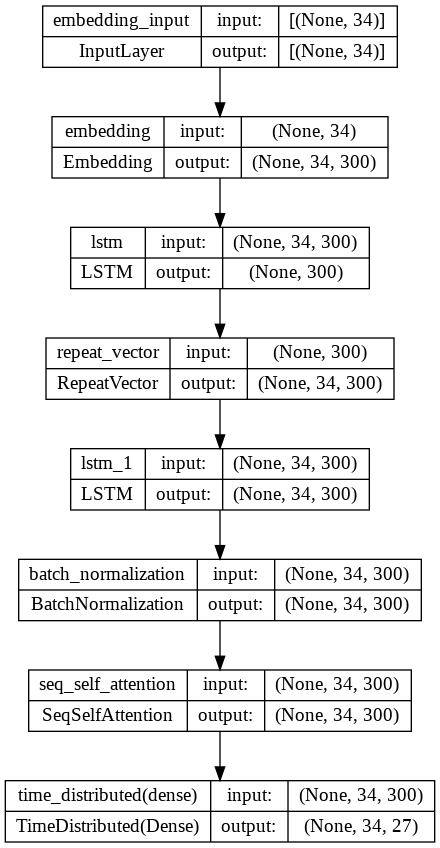 embedding_input input: [(None, 34)]
InputLayer output: [(None, 34)]
embedding input: (None, 34)
Embedding output: (None, 34, 300)
lstm input: (None, 34, 300)
LSTM output: (None, 300)
repeat_vector input: (None, 300)
RepeatVector output: (None, 34, 300)
lstm_1 input: (None, 34, 300)
LSTM output: (None, 34, 300)
batch_normalization input: (None, 34, 300)
BatchNormalization output: (None, 34, 300)
seq_self_attention input: (None, 34, 300)
SeqSelfAttention output: (None, 34, 300)
time_distributed(dense) input: (None, 34, 300)
TimeDistributed(Dense) output: (None, 34, 27)